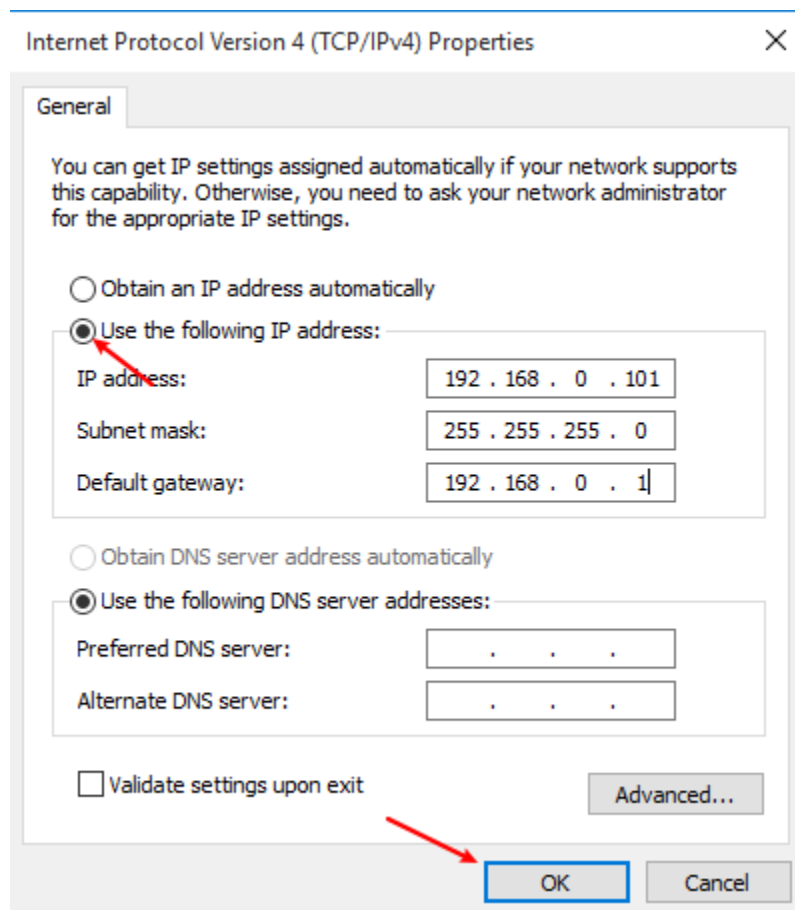 Internet Protocol Version 4 (TCP/IPv4) Properties
General
You can get IP settings assigned automatically if your network supports
this capability. Otherwise, you need to ask your network administrator
for the appropriate IP settings.
Obtain an IP address automatically
Use the following IP address:
IP address: 192 . 168 . 0 . 101
Subnet mask: 255 . 255 . 255 . 0
Default gateway: 192 . 168 . 0 . 1
Obtain DNS server address automatically
Use the following DNS server addresses:
Preferred DNS server: . . .
Alternate DNS server: . . .
Validate settings upon exit
Advanced...
OK Cancel